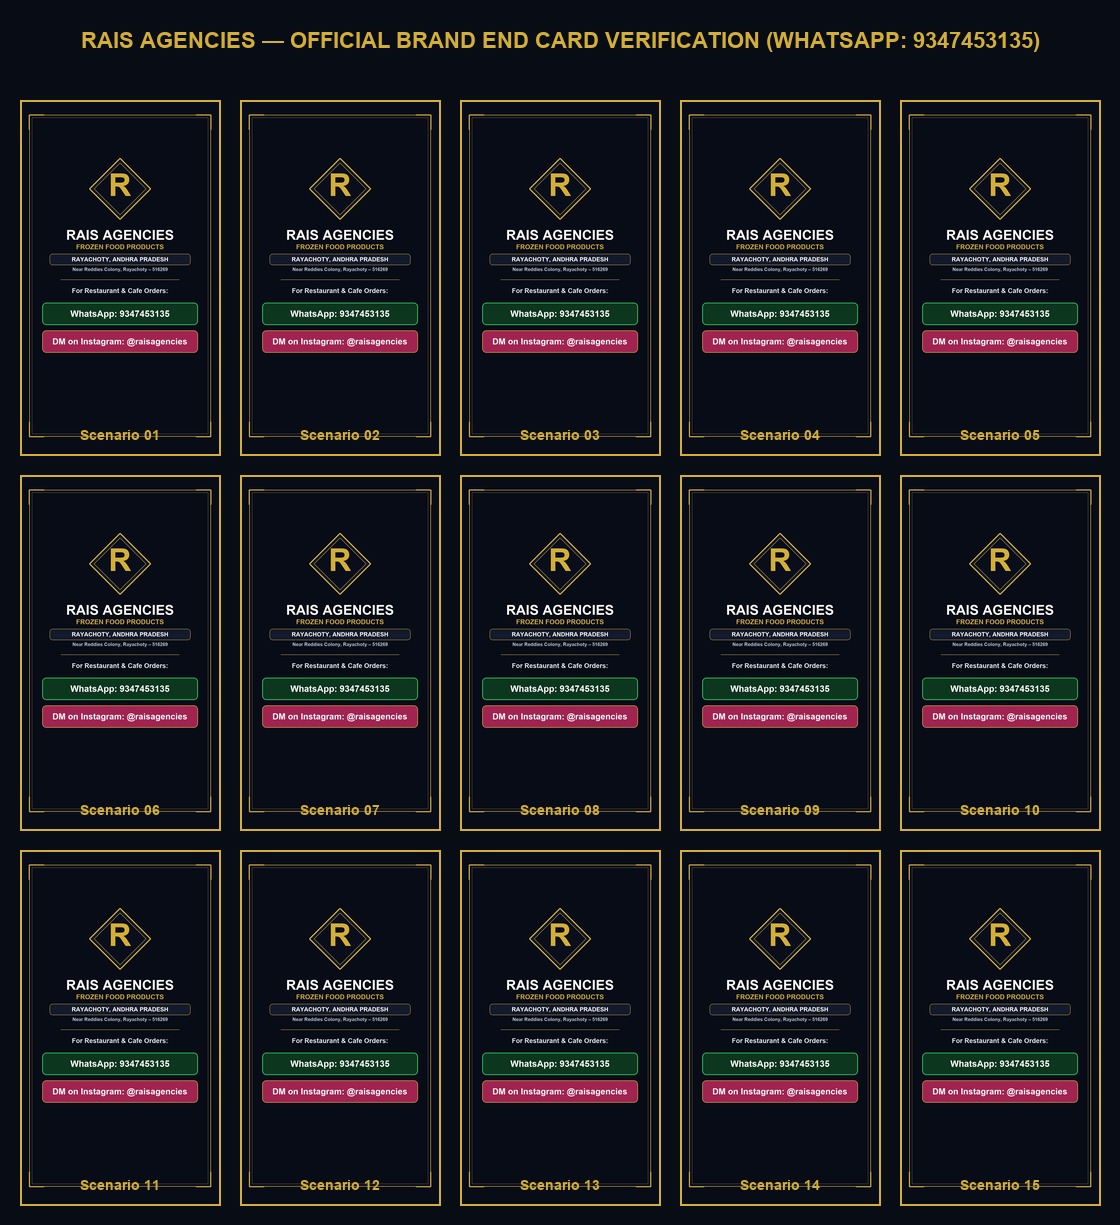 RAIS AGENCIES — OFFICIAL BRAND END CARD VERIFICATION (WHATSAPP: 9347453135)
R
RAIS AGENCIES
FROZEN FOOD PRODUCTS
RAYACHOTY, ANDHRA PRADESH
Near Reddies Colony, Rayachoty – 516269
For Restaurant & Cafe Orders:
WhatsApp: 9347453135
DM on Instagram: @raisagencies
Scenario 01
R
RAIS AGENCIES
FROZEN FOOD PRODUCTS
RAYACHOTY, ANDHRA PRADESH
Near Reddies Colony, Rayachoty – 516269
For Restaurant & Cafe Orders:
WhatsApp: 9347453135
DM on Instagram: @raisagencies
Scenario 02
R
RAIS AGENCIES
FROZEN FOOD PRODUCTS
RAYACHOTY, ANDHRA PRADESH
Near Reddies Colony, Rayachoty – 516269
For Restaurant & Cafe Orders:
WhatsApp: 9347453135
DM on Instagram: @raisagencies
Scenario 03
R
RAIS AGENCIES
FROZEN FOOD PRODUCTS
RAYACHOTY, ANDHRA PRADESH
Near Reddies Colony, Rayachoty – 516269
For Restaurant & Cafe Orders:
WhatsApp: 9347453135
DM on Instagram: @raisagencies
Scenario 04
R
RAIS AGENCIES
FROZEN FOOD PRODUCTS
RAYACHOTY, ANDHRA PRADESH
Near Reddies Colony, Rayachoty – 516269
For Restaurant & Cafe Orders:
WhatsApp: 9347453135
DM on Instagram: @raisagencies
Scenario 05
R
RAIS AGENCIES
FROZEN FOOD PRODUCTS
RAYACHOTY, ANDHRA PRADESH
Near Reddies Colony, Rayachoty – 516269
For Restaurant & Cafe Orders:
WhatsApp: 9347453135
DM on Instagram: @raisagencies
Scenario 06
R
RAIS AGENCIES
FROZEN FOOD PRODUCTS
RAYACHOTY, ANDHRA PRADESH
Near Reddies Colony, Rayachoty – 516269
For Restaurant & Cafe Orders:
WhatsApp: 9347453135
DM on Instagram: @raisagencies
Scenario 07
R
RAIS AGENCIES
FROZEN FOOD PRODUCTS
RAYACHOTY, ANDHRA PRADESH
Near Reddies Colony, Rayachoty – 516269
For Restaurant & Cafe Orders:
WhatsApp: 9347453135
DM on Instagram: @raisagencies
Scenario 08
R
RAIS AGENCIES
FROZEN FOOD PRODUCTS
RAYACHOTY, ANDHRA PRADESH
Near Reddies Colony, Rayachoty – 516269
For Restaurant & Cafe Orders:
WhatsApp: 9347453135
DM on Instagram: @raisagencies
Scenario 09
R
RAIS AGENCIES
FROZEN FOOD PRODUCTS
RAYACHOTY, ANDHRA PRADESH
Near Reddies Colony, Rayachoty – 516269
For Restaurant & Cafe Orders:
WhatsApp: 9347453135
DM on Instagram: @raisagencies
Scenario 10
R
RAIS AGENCIES
FROZEN FOOD PRODUCTS
RAYACHOTY, ANDHRA PRADESH
Near Reddies Colony, Rayachoty – 516269
For Restaurant & Cafe Orders:
WhatsApp: 9347453135
DM on Instagram: @raisagencies
Scenario 11
R
RAIS AGENCIES
FROZEN FOOD PRODUCTS
RAYACHOTY, ANDHRA PRADESH
Near Reddies Colony, Rayachoty – 516269
For Restaurant & Cafe Orders:
WhatsApp: 9347453135
DM on Instagram: @raisagencies
Scenario 12
R
RAIS AGENCIES
FROZEN FOOD PRODUCTS
RAYACHOTY, ANDHRA PRADESH
Near Reddies Colony, Rayachoty – 516269
For Restaurant & Cafe Orders:
WhatsApp: 9347453135
DM on Instagram: @raisagencies
Scenario 13
R
RAIS AGENCIES
FROZEN FOOD PRODUCTS
RAYACHOTY, ANDHRA PRADESH
Near Reddies Colony, Rayachoty – 516269
For Restaurant & Cafe Orders:
WhatsApp: 9347453135
DM on Instagram: @raisagencies
Scenario 14
R
RAIS AGENCIES
FROZEN FOOD PRODUCTS
RAYACHOTY, ANDHRA PRADESH
Near Reddies Colony, Rayachoty – 516269
For Restaurant & Cafe Orders:
WhatsApp: 9347453135
DM on Instagram: @raisagencies
Scenario 15